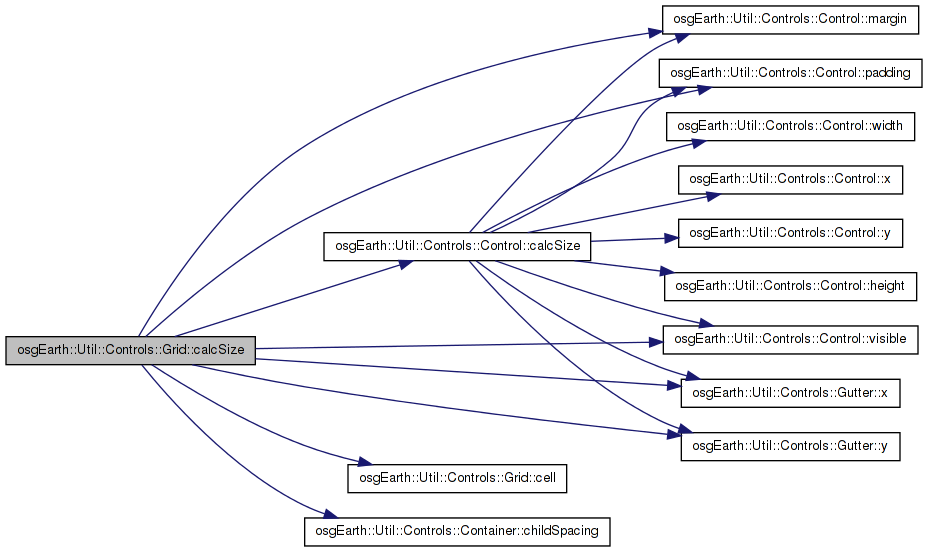 osgEarth::Util::Controls::Control::margin
osgEarth::Util::Controls::Control::padding
osgEarth::Util::Controls::Control::width
osgEarth::Util::Controls::Control::x
osgEarth::Util::Controls::Control::y
osgEarth::Util::Controls::Control::calcSize
osgEarth::Util::Controls::Control::height
osgEarth::Util::Controls::Control::visible
osgEarth::Util::Controls::Grid::calcSize
osgEarth::Util::Controls::Gutter::x
osgEarth::Util::Controls::Gutter::y
osgEarth::Util::Controls::Grid::cell
osgEarth::Util::Controls::Container::childSpacing